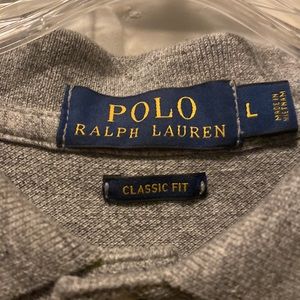 POLO
RALPH LAUREN
L
MADE IN
VIETNAM
CLASSIC FIT